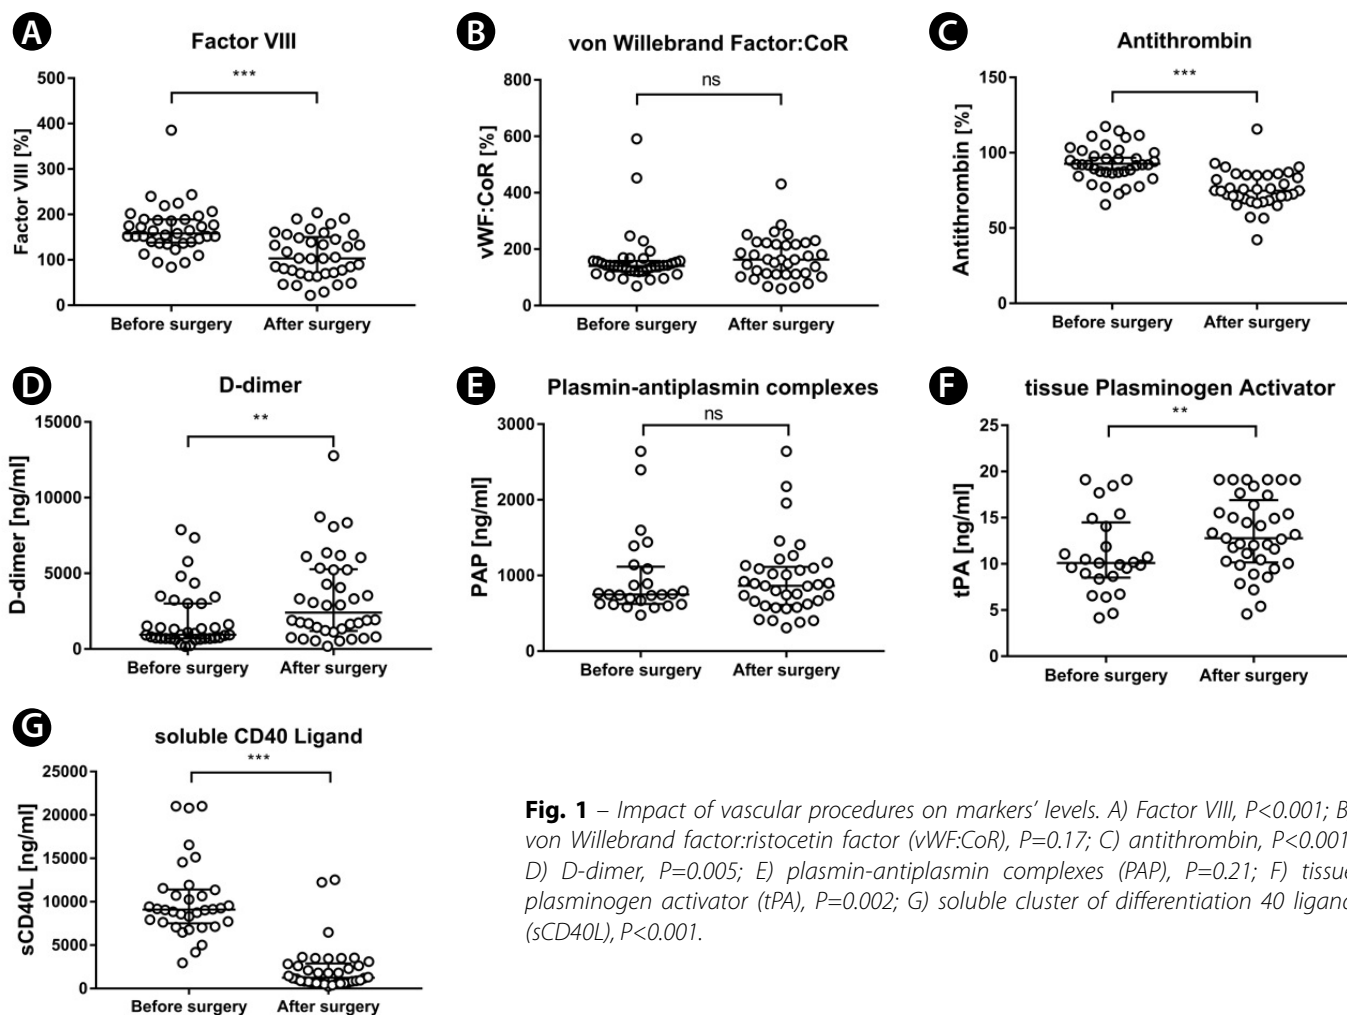 A
Factor VIII
***
Factor VIII [%]
500
400
300
200
100
0
Before surgery
After surgery
B
von Willebrand Factor:CoR
ns
vWF:CoR [%]
800
600
400
200
0
Before surgery
After surgery
C
Antithrombin
***
Antithrombin [%]
150
100
50
0
Before surgery
After surgery
D
D-dimer
**
D-dimer [ng/ml]
15000
10000
5000
0
Before surgery
After surgery
E
Plasmin-antiplasmin complexes
ns
PAP [ng/ml]
3000
2000
1000
0
Before surgery
After surgery
F
tissue Plasminogen Activator
**
tPA [ng/ml]
25
20
15
10
5
0
Before surgery
After surgery
G
soluble CD40 Ligand
***
sCD40L [ng/ml]
25000
20000
15000
10000
5000
0
Before surgery
After surgery
Fig. 1 – Impact of vascular procedures on markers’ levels. A) Factor VIII, P<0.001; B
von Willebrand factor:ristocetin factor (vWF:CoR), P=0.17; C) antithrombin, P<0.001
D) D-dimer, P=0.005; E) plasmin-antiplasmin complexes (PAP), P=0.21; F) tissue
plasminogen activator (tPA), P=0.002; G) soluble cluster of differentiation 40 ligand
(sCD40L), P<0.001.